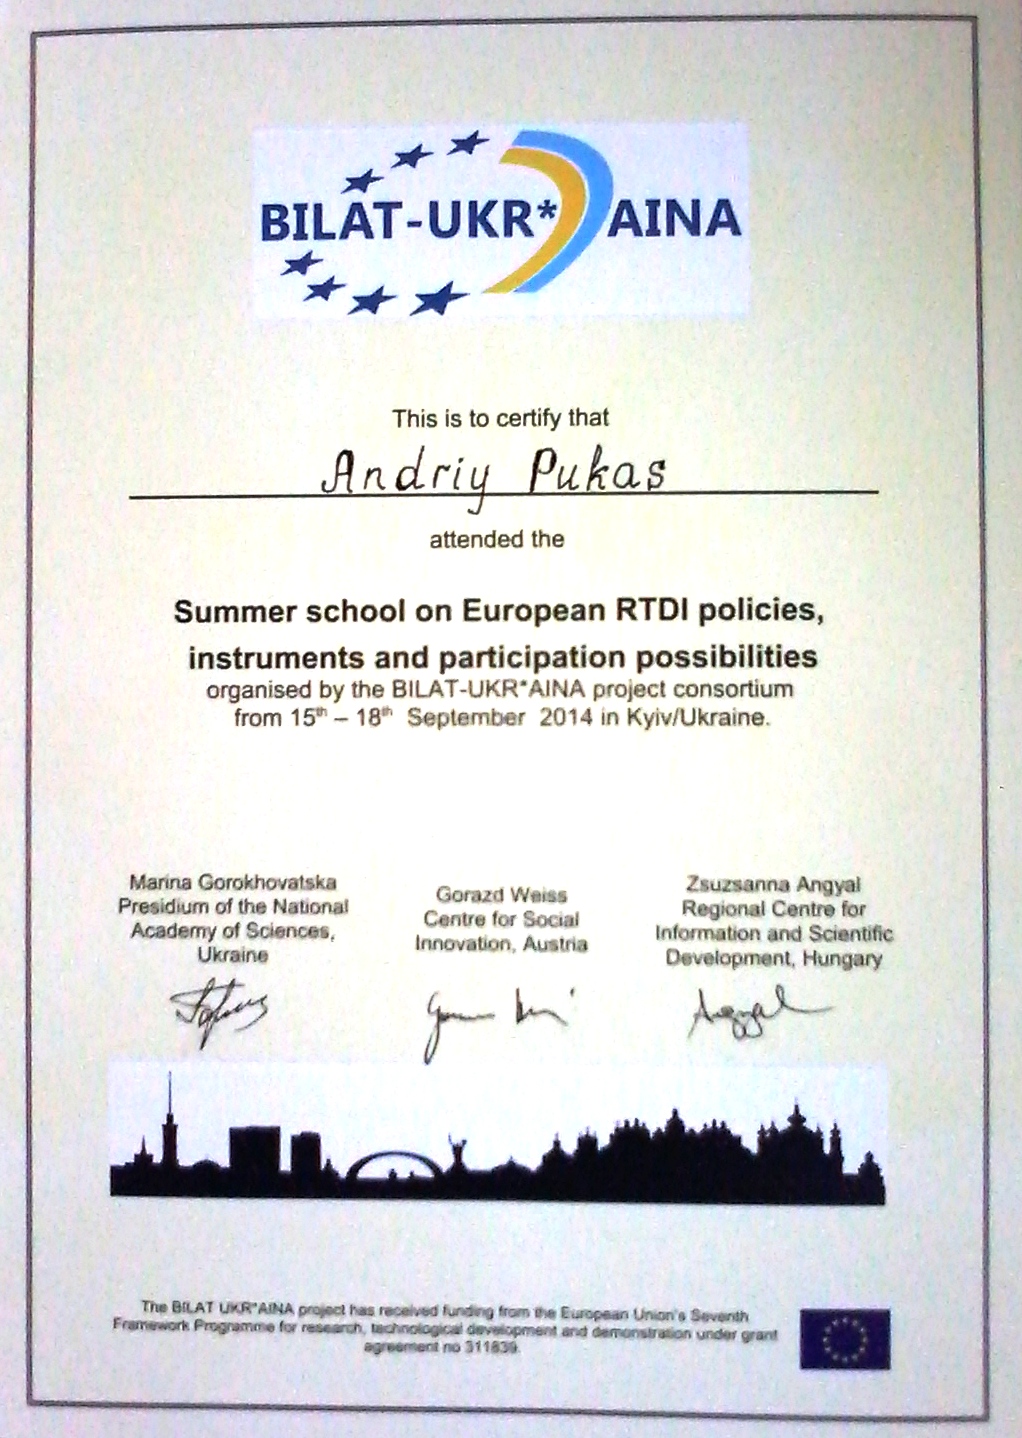 BILAT-UKR*AINA
This is to certify that
Andriy Pukas
attended the
Summer school on European RTDI policies,
instruments and participation possibilities
organised by the BILAT-UKR*AINA project consortium
from 15th – 18th September 2014 in Kyiv/Ukraine.
Marina Gorokhovatska
Presidium of the National
Academy of Sciences,
Ukraine
Gorazd Weiss
Centre for Social
Innovation, Austria
Zsuzsanna Angyal
Regional Centre for
Information and Scientific
Development, Hungary
Angyal
The BILAT UKR*AINA project has received funding from the European Union's Seventh
Framework Programme for research, technological development and demonstration under grant
agreement no 311839.